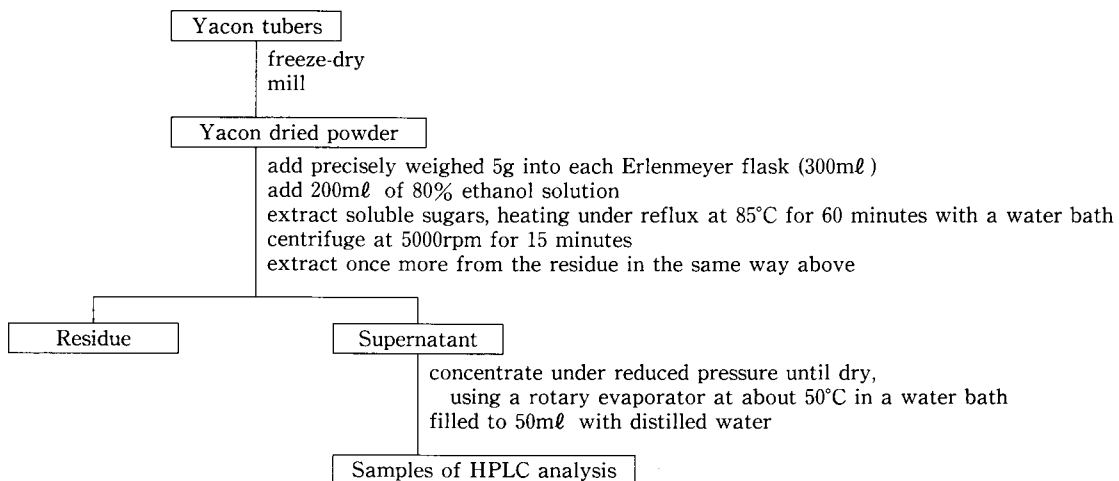 Yacon tubers
freeze-dry
mill
Yacon dried powder
add precisely weighed 5g into each Erlenmeyer flask (300mℓ)
add 200mℓ of 80% ethanol solution
extract soluble sugars, heating under reflux at 85°C for 60 minutes with a water bath
centrifuge at 5000rpm for 15 minutes
extract once more from the residue in the same way above
Residue
Supernatant
concentrate under reduced pressure until dry,
using a rotary evaporator at about 50°C in a water bath
filled to 50mℓ with distilled water
Samples of HPLC analysis